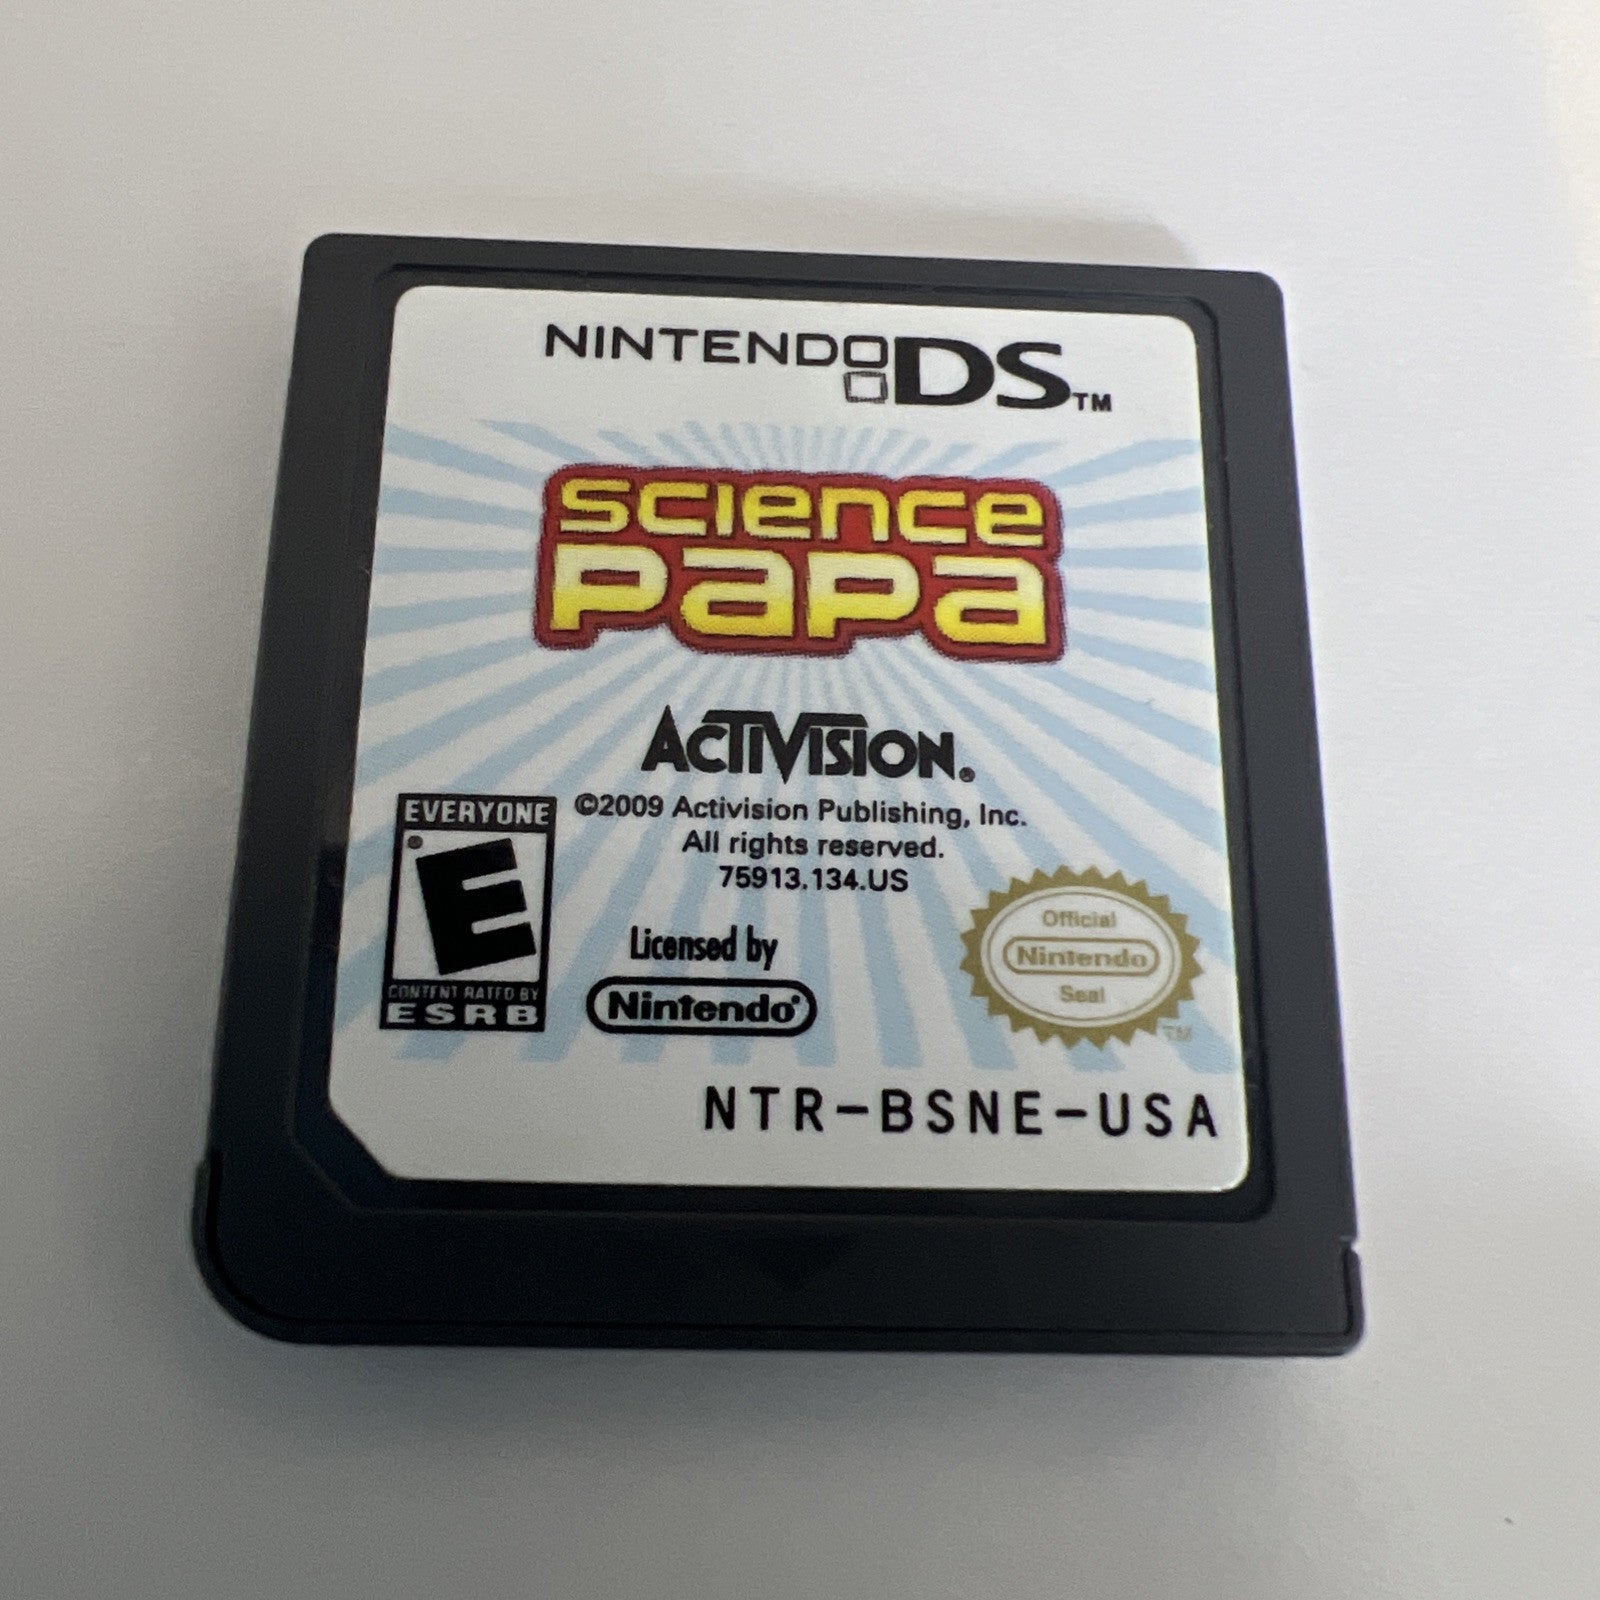 NINTENDO DS™
SCIENCE
PAPA
ACTIVISION®
©2009 Activision Publishing, Inc.
All rights reserved.
75913.134.US
EVERYONE
E
CONTENT RATED BY
ESRB
Licensed by
Nintendo®
Official
Nintendo
Seal
TM
NTR-BSNE-USA